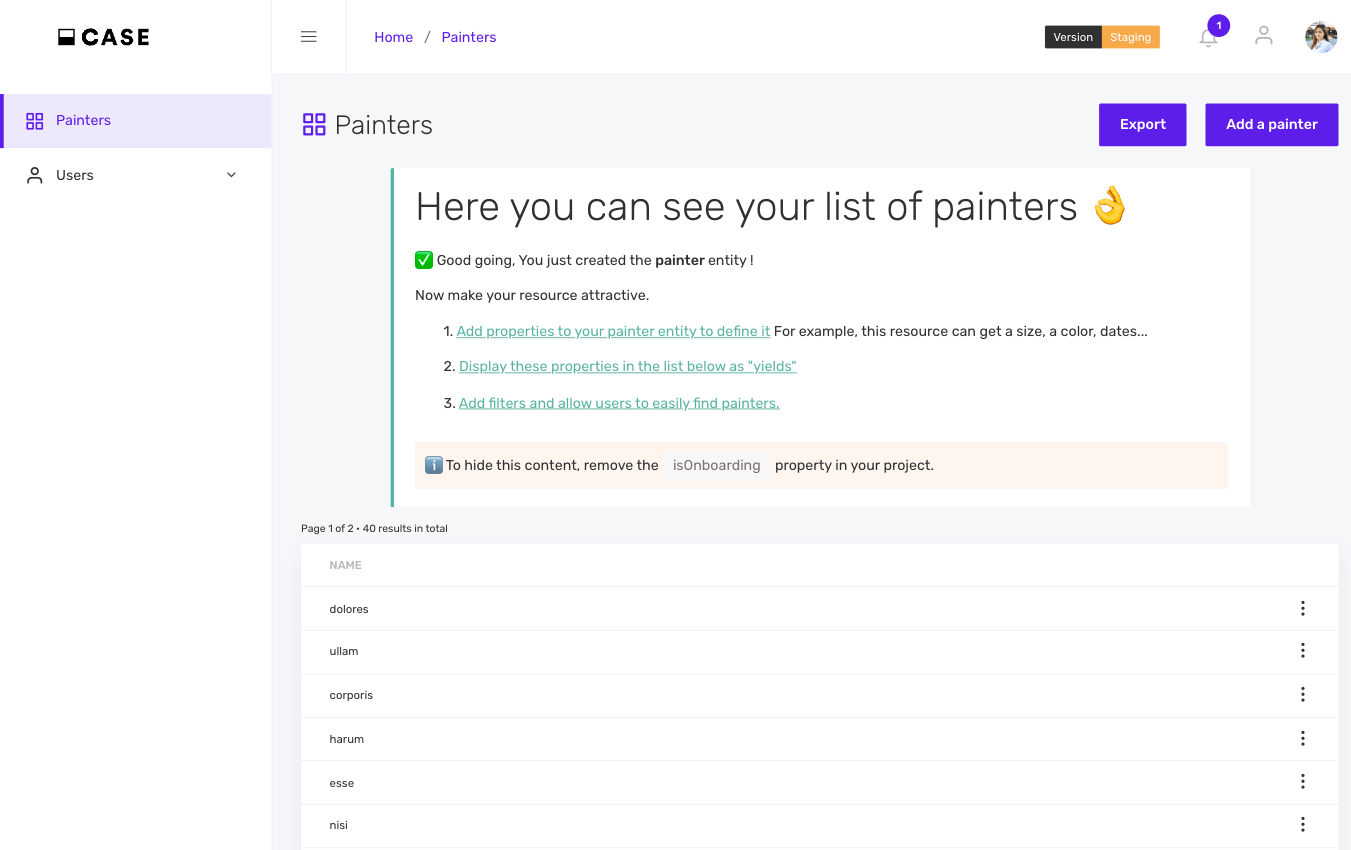 CASE
Home / Painters
Version Staging
1
Painters
Users
Painters
Export
Add a painter
Here you can see your list of painters 👌
✅ Good going, You just created the painter entity !
Now make your resource attractive.
1. Add properties to your painter entity to define it For example, this resource can get a size, a color, dates...
2. Display these properties in the list below as "yields"
3. Add filters and allow users to easily find painters.
ℹ️ To hide this content, remove the isOnboarding property in your project.
Page 1 of 2 • 40 results in total
NAME
dolores
ullam
corporis
harum
esse
nisi